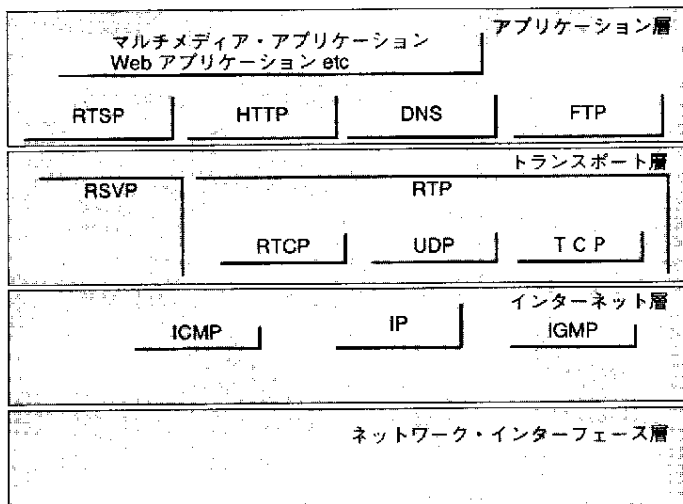 アプリケーション層
マルチメディア・アプリケーション
Web アプリケーション etc
RTSP HTTP DNS FTP
トランスポート層
RSVP RTP
RTCP UDP TCP
インターネット層
ICMP IP IGMP
ネットワーク・インターフェース層